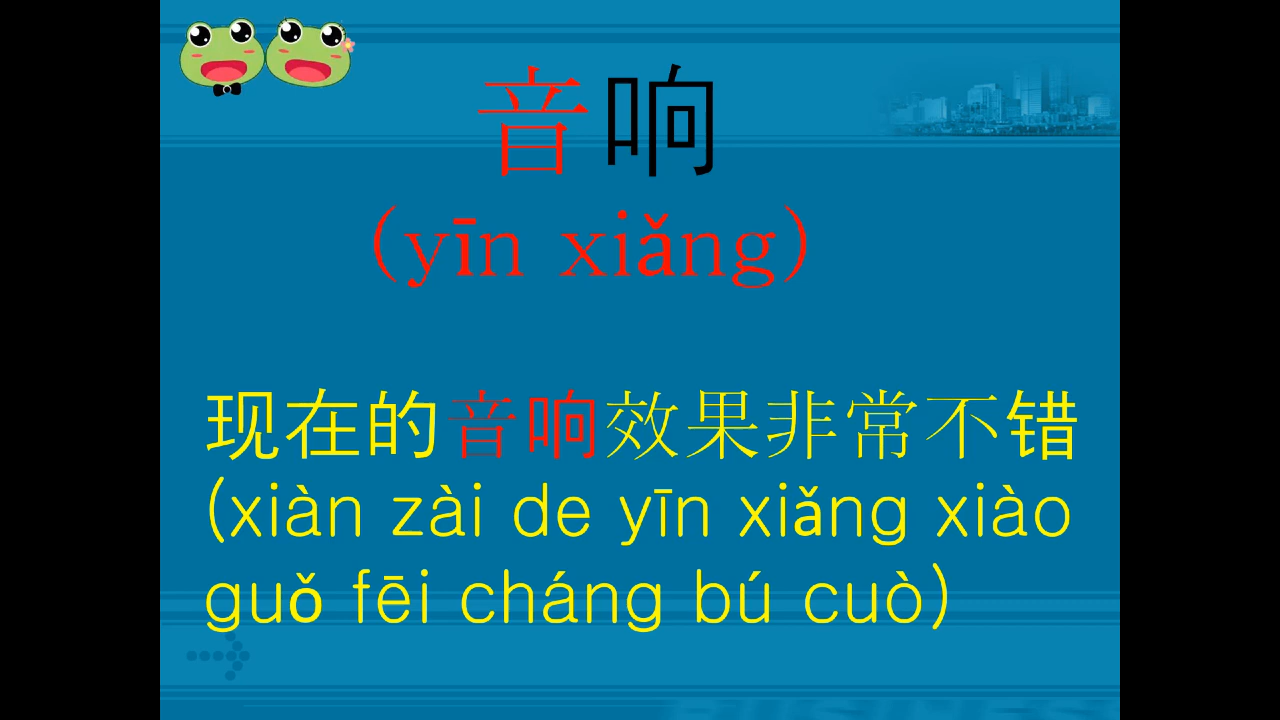 音响
(yīn xiǎng)
现在的音响效果非常不错
(xiàn zài de yīn xiǎng xiào
guǒ fēi cháng bú cuò)
BUSINESS